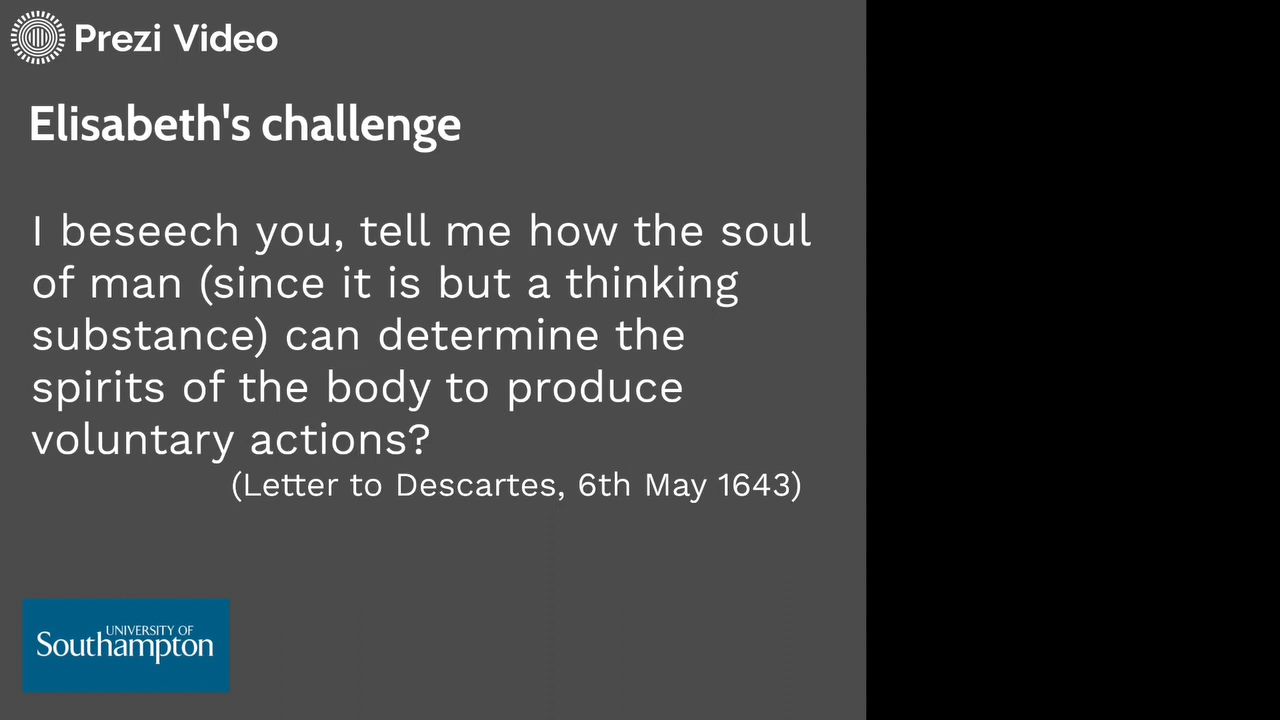 Prezi Video
Elisabeth's challenge
I beseech you, tell me how the soul
of man (since it is but a thinking
substance) can determine the
spirits of the body to produce
voluntary actions?
(Letter to Descartes, 6th May 1643)
UNIVERSITY OF
Southampton